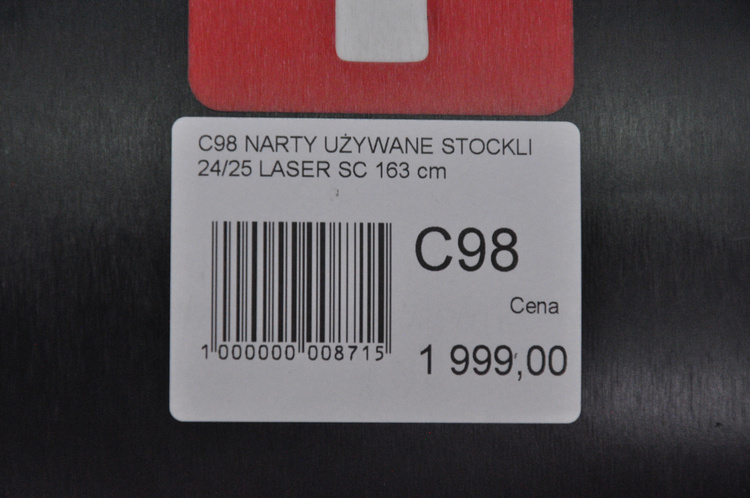 C98 NARTY UŻYWANE STOCKLI
24/25 LASER SC 163 cm
C98
Cena
1 000000 008715
1 999,00